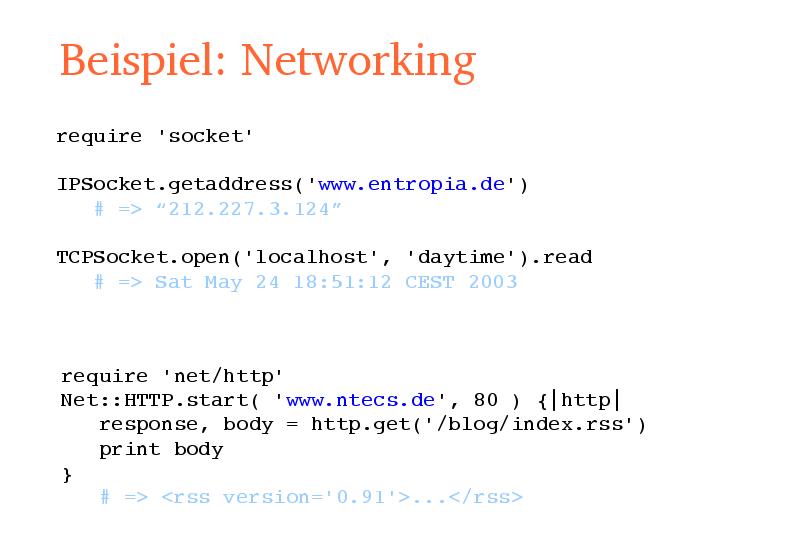 Beispiel: Networking
require 'socket'
IPSocket.getaddress('www.entropia.de')
# => “212.227.3.124”
TCPSocket.open('localhost', 'daytime').read
# => Sat May 24 18:51:12 CEST 2003
require 'net/http'
Net::HTTP.start( 'www.ntecs.de', 80 ) {|http|
response, body = http.get('/blog/index.rss')
print body
}
# => <rss version='0.91'>...</rss>